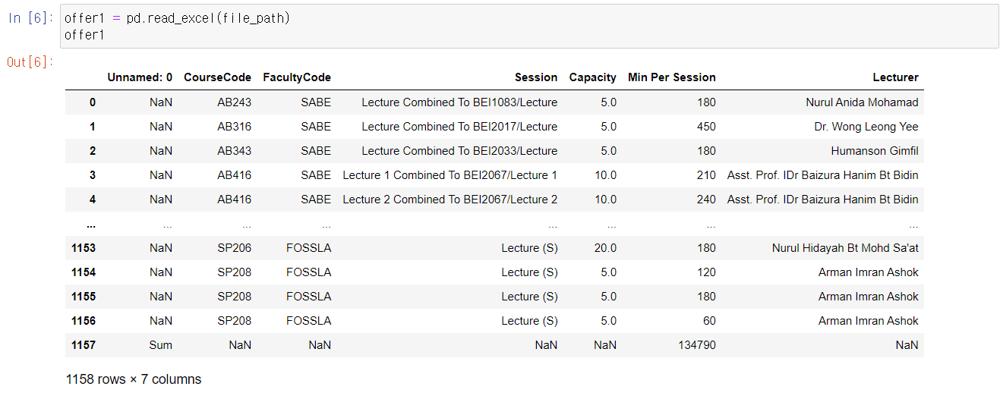 In [6]: offer1 = pd.read_excel(file_path)
offer1
Out[6]:
Unnamed: 0 CourseCode FacultyCode Session Capacity Min Per Session Lecturer
0 NaN AB243 SABE Lecture Combined To BEI1083/Lecture 5.0 180 Nurul Anida Mohamad
1 NaN AB316 SABE Lecture Combined To BEI2017/Lecture 5.0 450 Dr. Wong Leong Yee
2 NaN AB343 SABE Lecture Combined To BEI2033/Lecture 5.0 180 Humanson Gimfil
3 NaN AB416 SABE Lecture 1 Combined To BEI2067/Lecture 1 10.0 210 Asst. Prof. IDr Baizura Hanim Bt Bidin
4 NaN AB416 SABE Lecture 2 Combined To BEI2067/Lecture 2 10.0 240 Asst. Prof. IDr Baizura Hanim Bt Bidin
... ... ... ... ... ... ... ...
1153 NaN SP206 FOSSLA Lecture (S) 20.0 180 Nurul Hidayah Bt Mohd Sa'at
1154 NaN SP208 FOSSLA Lecture (S) 5.0 120 Arman Imran Ashok
1155 NaN SP208 FOSSLA Lecture (S) 5.0 180 Arman Imran Ashok
1156 NaN SP208 FOSSLA Lecture (S) 5.0 60 Arman Imran Ashok
1157 Sum NaN NaN NaN NaN 134790 NaN
1158 rows × 7 columns